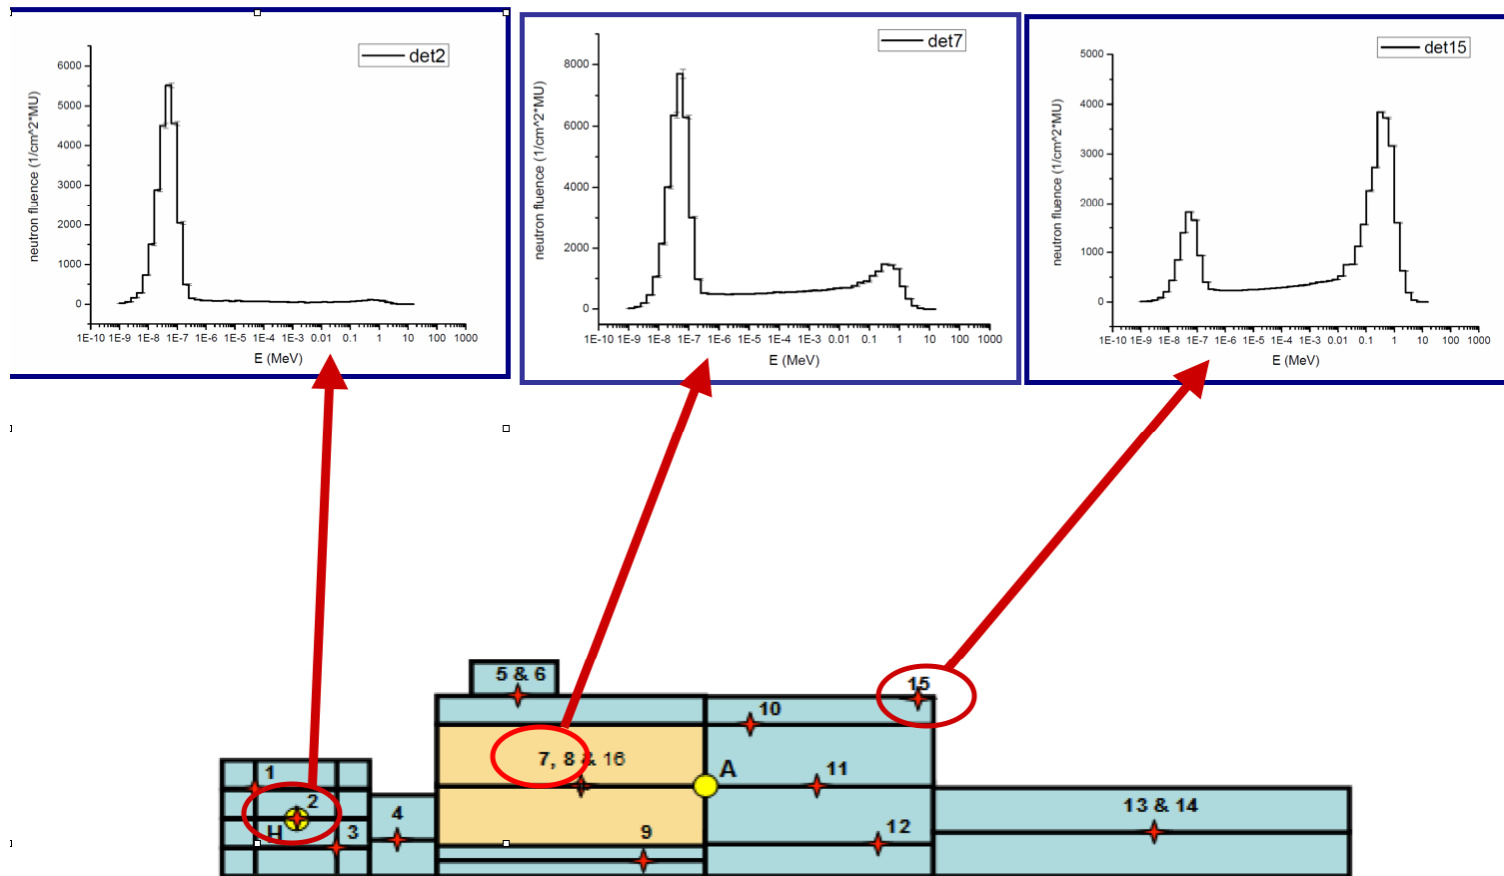 det2
neutron fluence (1/cm^2*MU)
6000
5000
4000
3000
2000
1000
0
1E-10 1E-9 1E-8 1E-7 1E-6 1E-5 1E-4 1E-3 0.01 0.1 1 10 100 1000
E (MeV)
det7
neutron fluence (1/cm^2*MU)
8000
6000
4000
2000
0
1E-10 1E-9 1E-8 1E-7 1E-6 1E-5 1E-4 1E-3 0.01 0.1 1 10 100 1000
E (MeV)
det15
neutron fluence (1/cm^2*MU)
5000
4000
3000
2000
1000
0
1E-10 1E-9 1E-8 1E-7 1E-6 1E-5 1E-4 1E-3 0.01 0.1 1 10 100 1000
E (MeV)
5 & 6
15
10
7, 8 & 16
A
11
1
2
H
3
4
9
12
13 & 14